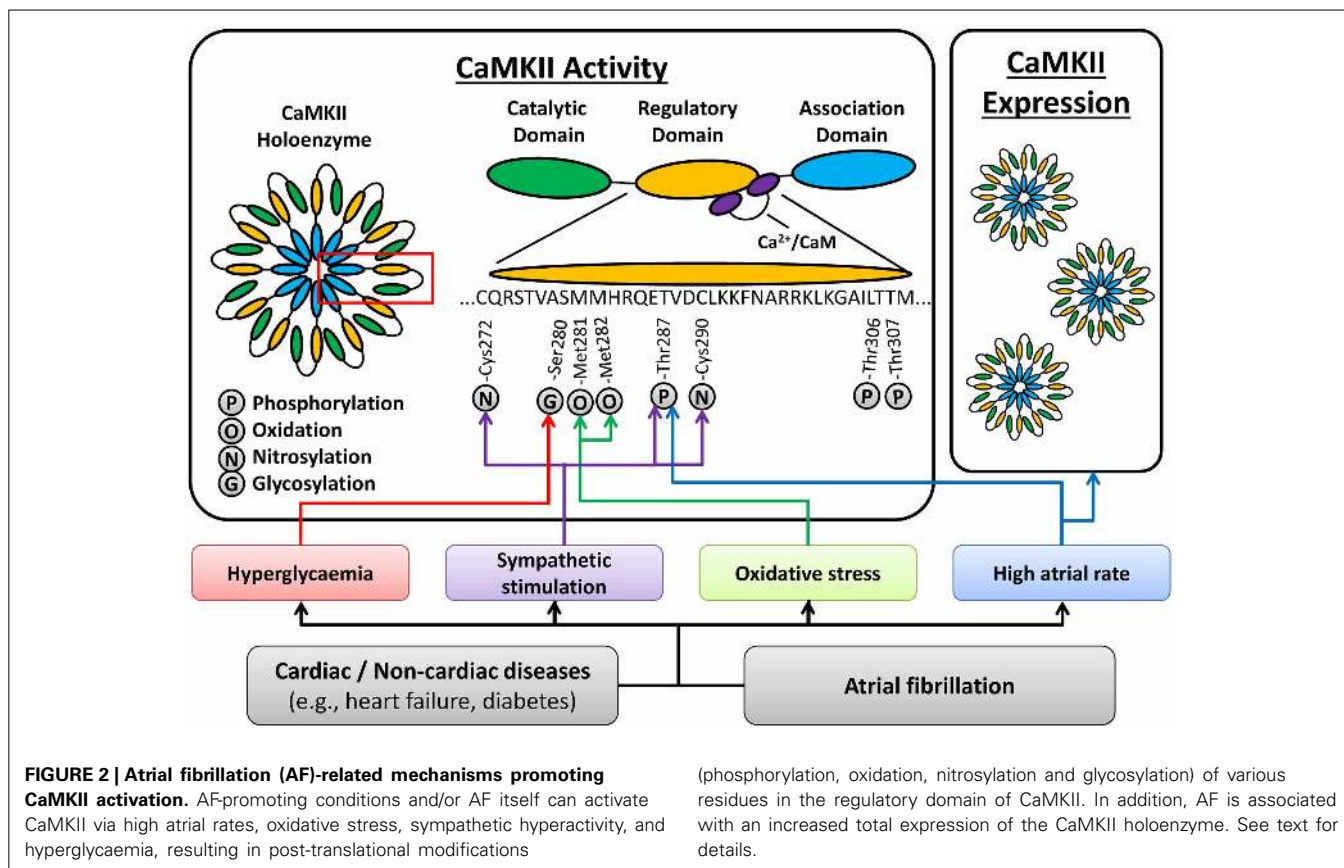 CaMKII Activity
CaMKII
Holoenzyme
Catalytic
Domain
Regulatory
Domain
Association
Domain
Ca²⁺/CaM
...CQRSTVASMMHRQETVDCLKKFNARRKLKGAILTTM...
N-Cys272
G-Ser280
O-Met281
O-Met282
P-Thr287
N-Cys290
P-Thr306
P-Thr307
P Phosphorylation
O Oxidation
N Nitrosylation
G Glycosylation
CaMKII
Expression
Hyperglycaemia
Sympathetic
stimulation
Oxidative stress
High atrial rate
Cardiac / Non-cardiac diseases
(e.g., heart failure, diabetes)
Atrial fibrillation
FIGURE 2 | Atrial fibrillation (AF)-related mechanisms promoting
CaMKII activation. AF-promoting conditions and/or AF itself can activate
CaMKII via high atrial rates, oxidative stress, sympathetic hyperactivity, and
hyperglycaemia, resulting in post-translational modifications
(phosphorylation, oxidation, nitrosylation and glycosylation) of various
residues in the regulatory domain of CaMKII. In addition, AF is associated
with an increased total expression of the CaMKII holoenzyme. See text for
details.